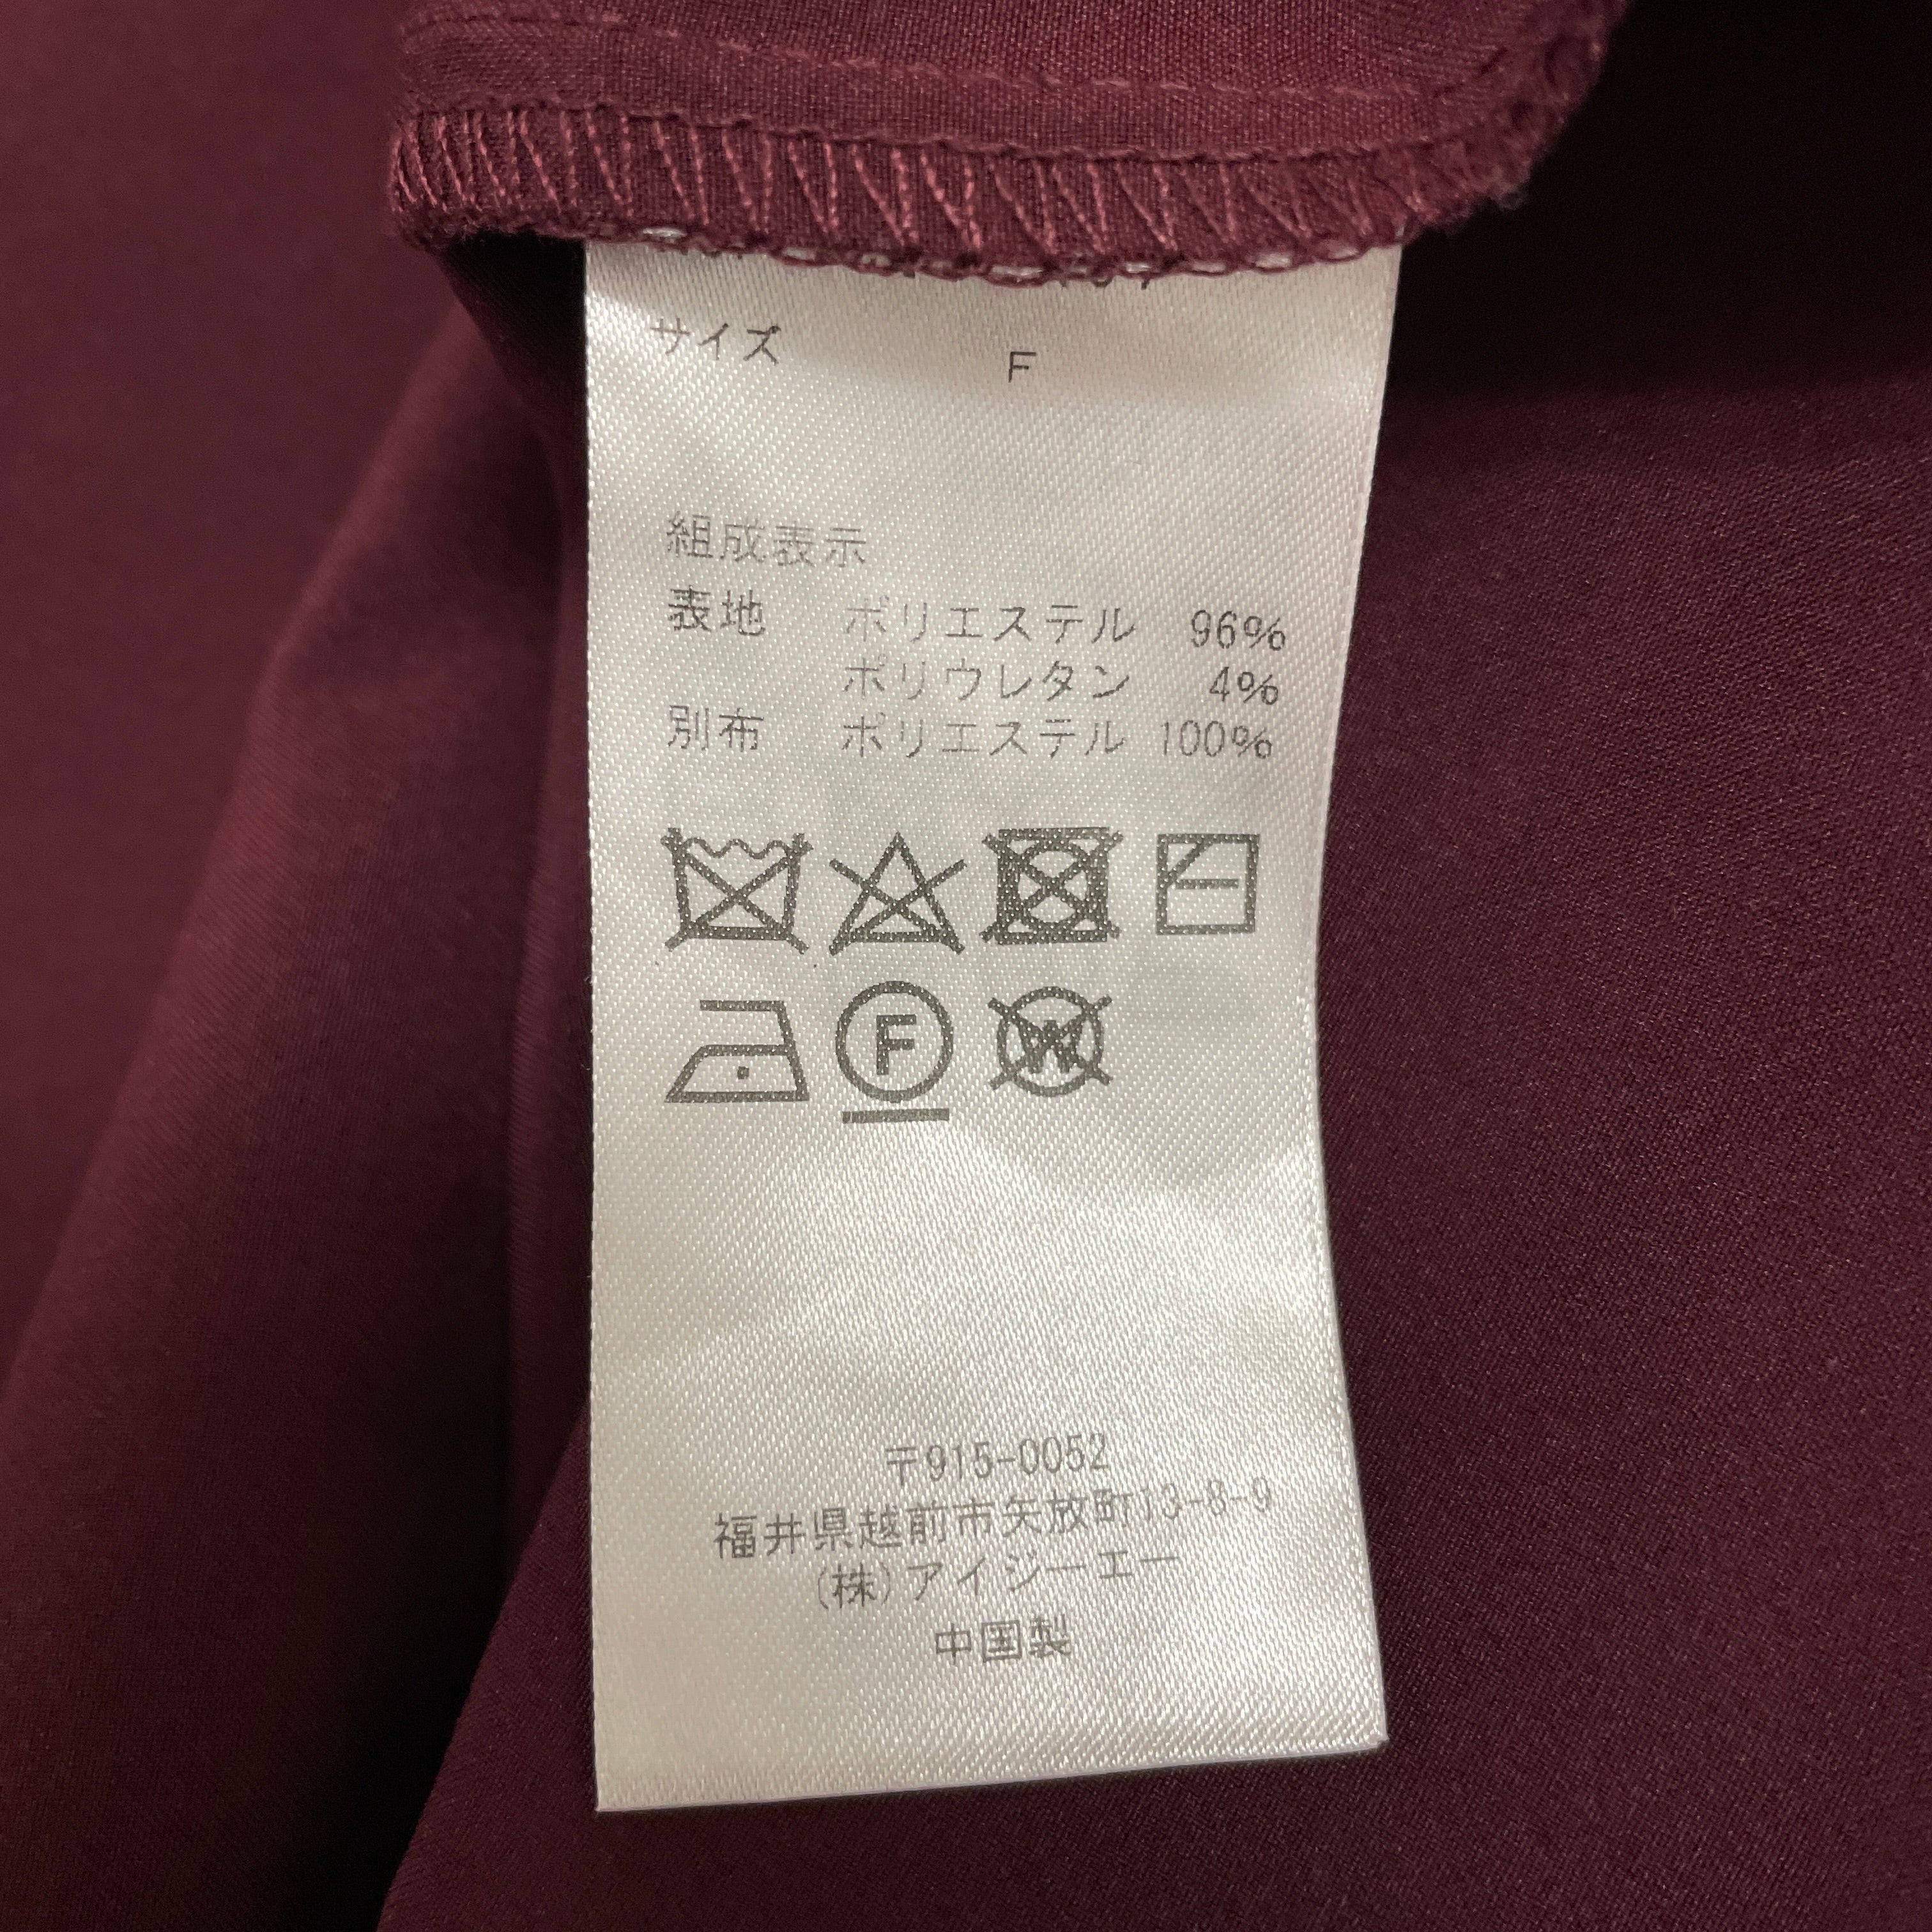 サイズ F
組成表示
表地 ポリエステル 96%
ポリウレタン 4%
別布 ポリエステル 100%
F
W
〒915-0052
福井県越前市矢放町13-8-9
(株)アイジーエー
中国製